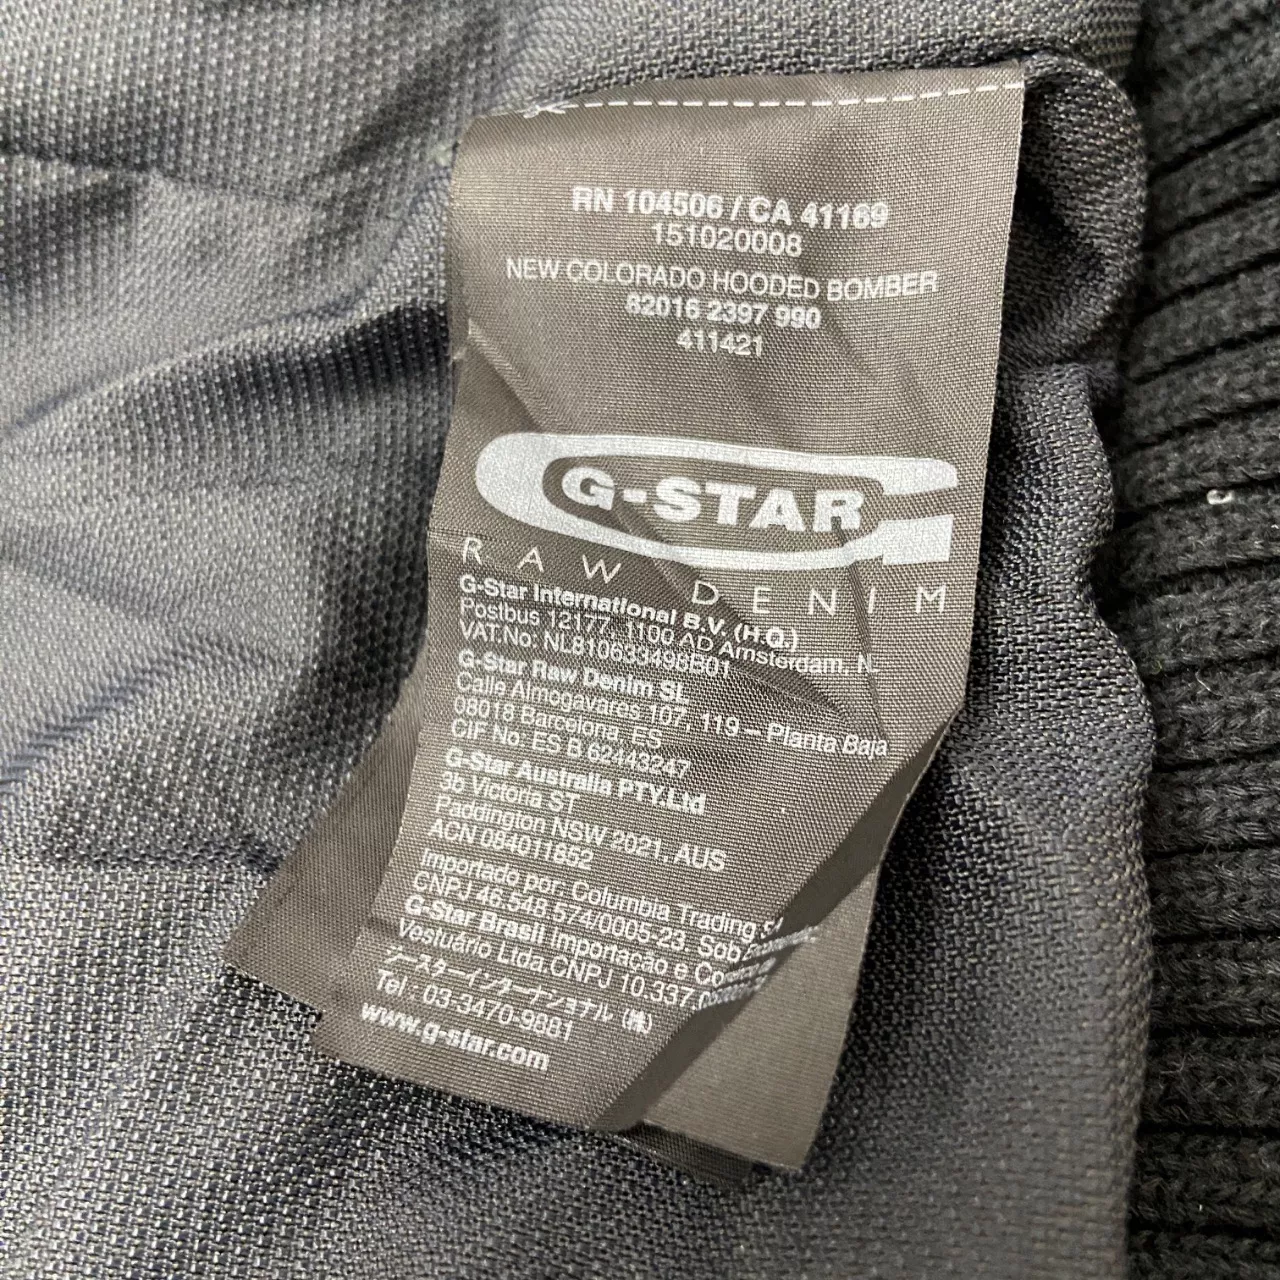 RN 104506 / CA 41169
151020008
NEW COLORADO HOODED BOMBER
82016 2397 990
411421
G-STAR
RAW DENIM
G-Star International B.V. (H.Q.)
Postbus 12177, 1100 AD Amsterdam,
VAT.No: NL810633498B01
G-Star Raw Denim SL
Calle Almogavares 107, 119 – Planta Baja
08018 Barcelona, ES
CIF No: ES B 62443247
G-Star Australia PTY.Ltd
3b Victoria ST
Paddington NSW 2021, AUS
ACN 084011652
Importado por: Columbia Trading
CNPJ 46.548.574/0005-23, Sob
G-Star Brasil Importação e
Vestuário Ltda.CNPJ 10.337.
ジースターインターナショナル (株)
Tel : 03-3470-9881
www.g-star.com